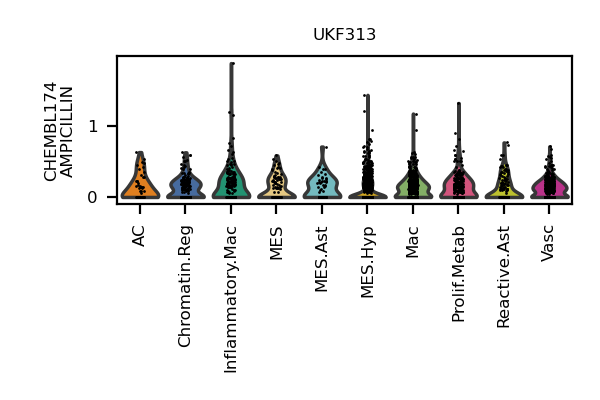 UKF313
CHEMBL174
AMPICILLIN
1
0
AC
Chromatin.Reg
Inflammatory.Mac
MES
MES.Ast
MES.Hyp
Mac
Prolif.Metab
Reactive.Ast
Vasc